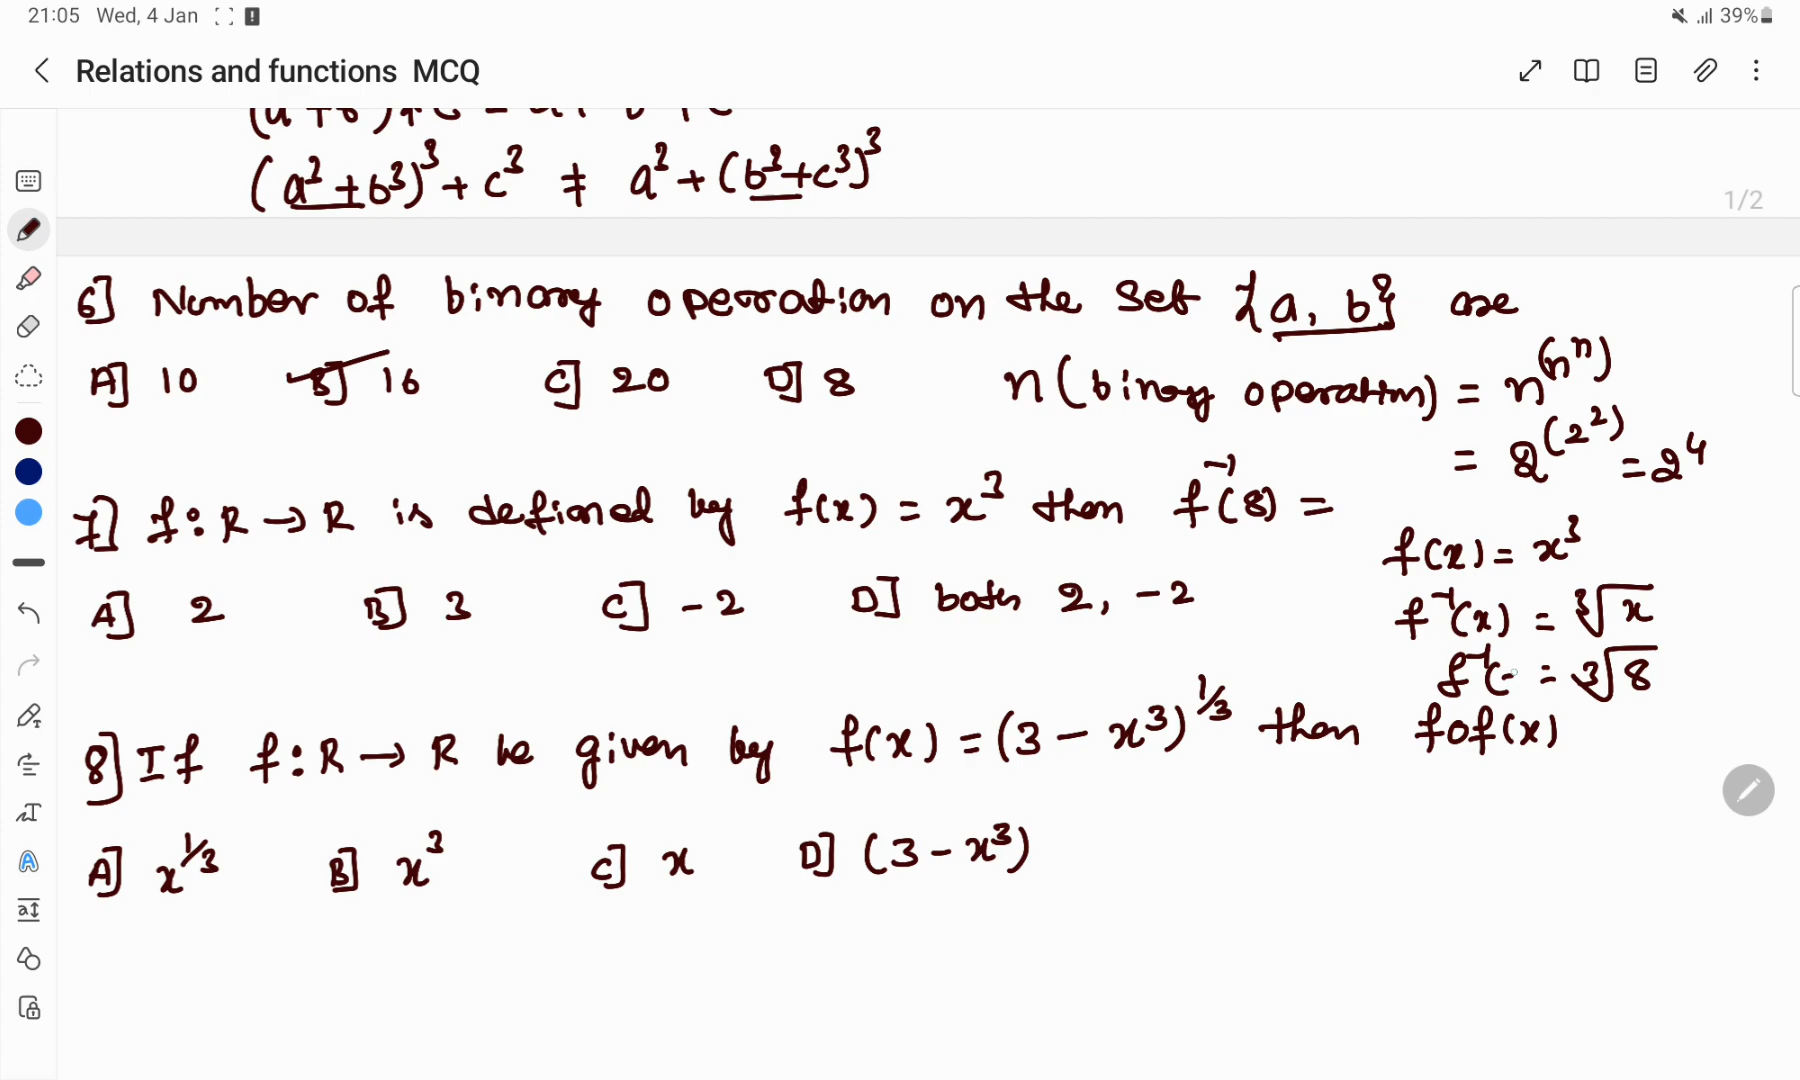 21:05 Wed, 4 Jan
39%
Relations and functions MCQ
(a²+b³)³+c³ ≠ a³+(b³+c³)³
1/2
6] Number of binary operation on the set {a, b} are
A] 10 B] 16 C] 20 D] 8 n(binary operation) = n^(n^n)
= 2^(2²) = 2⁴
7] f:R→R is defined by f(x) = x³ then f⁻¹(8) =
f(x) = x³
A] 2 B] 3 C] -2 D] both 2, -2
f⁻¹(x) = ∛x
f⁻¹( = ∛8
8] If f:R→R be given by f(x) = (3-x³)^1/3 then fof(x)
A] x^1/3 B] x³ C] x D] (3-x³)